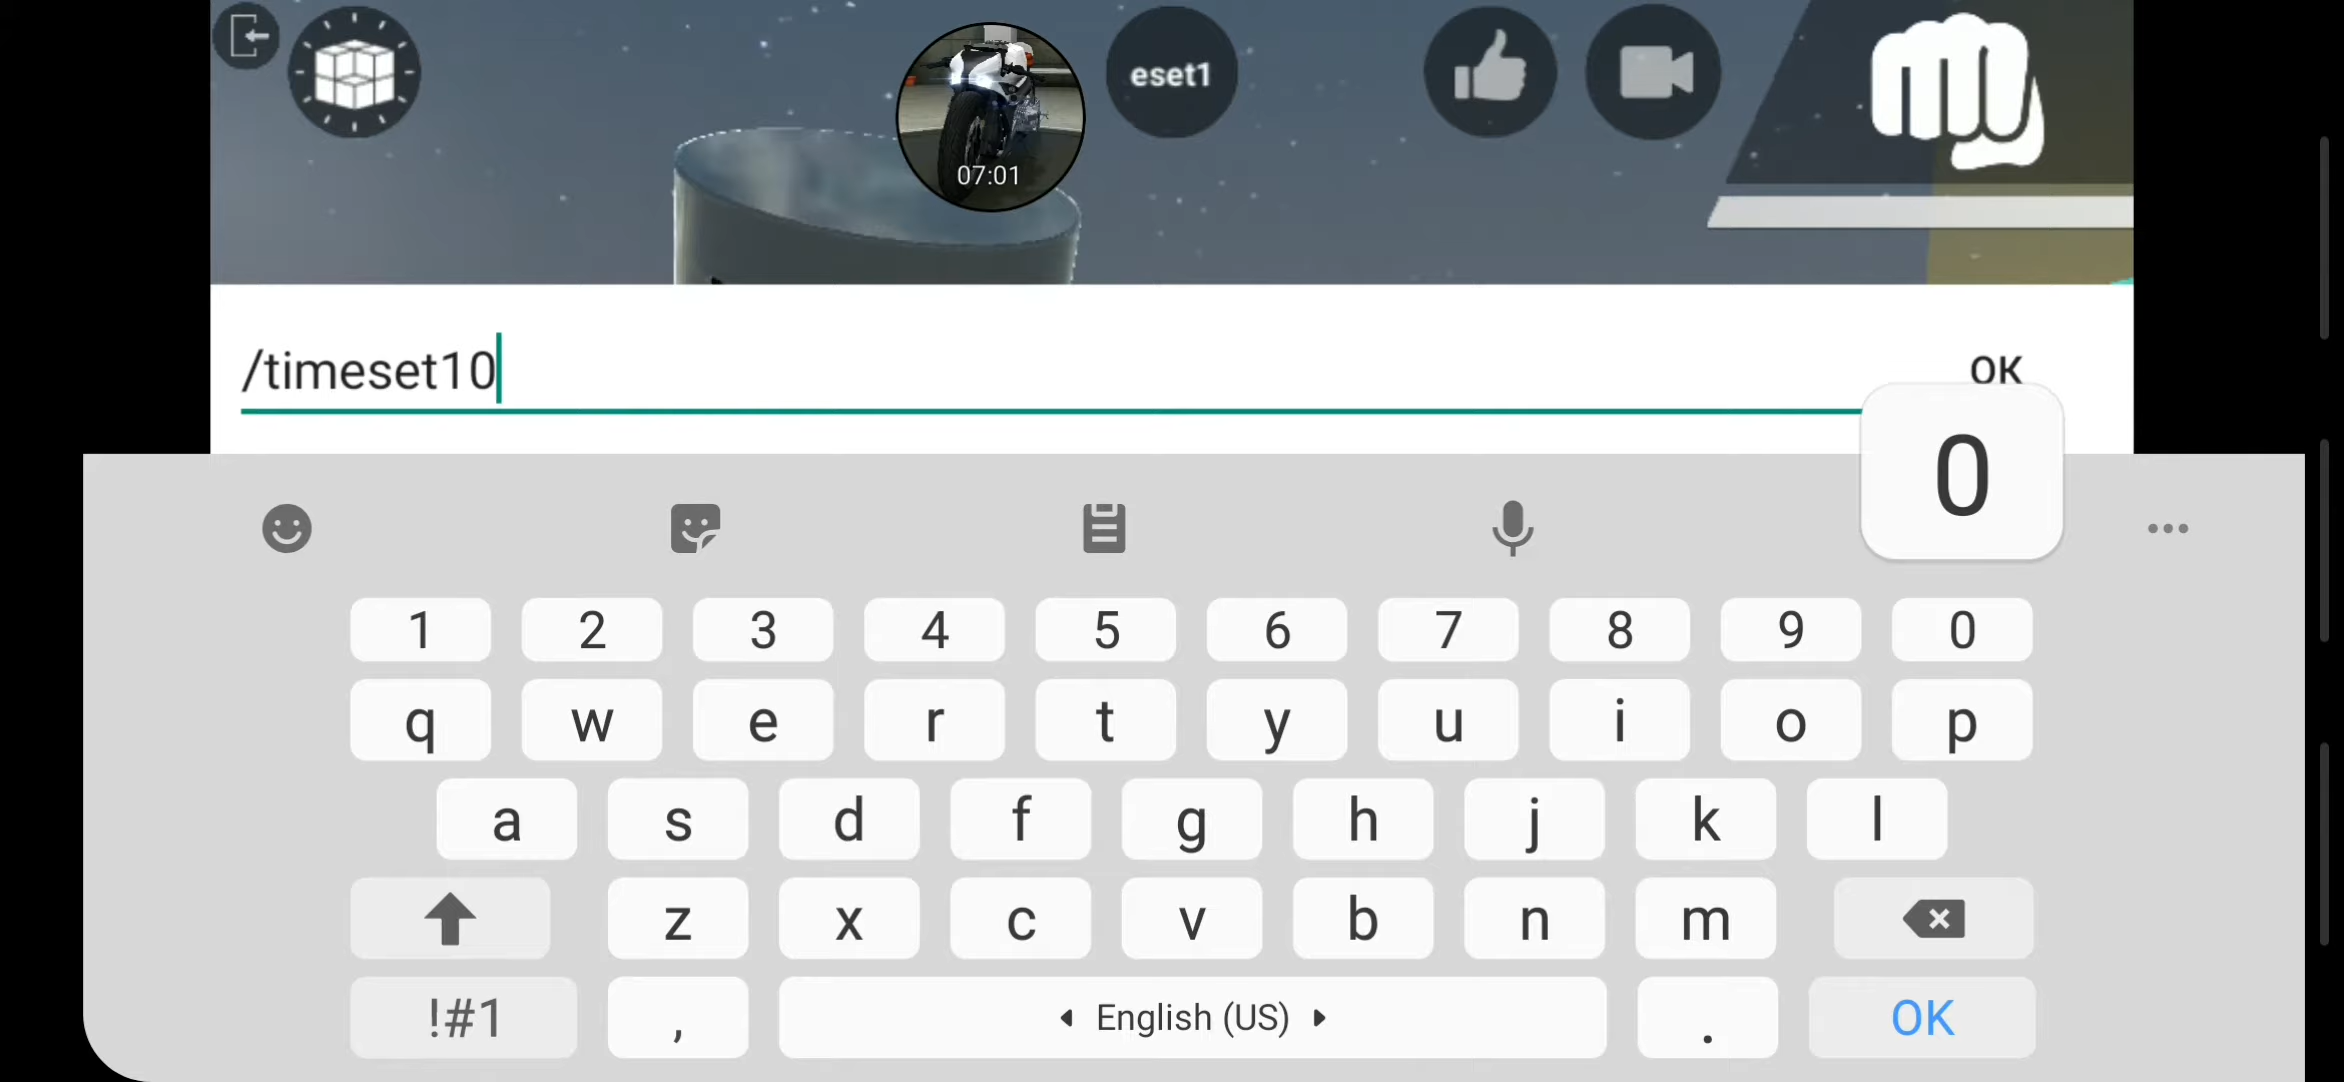 eset1
07:01
/timeset10
OK
0
1 2 3 4 5 6 7 8 9 0
q w e r t y u i o p
a s d f g h j k l
z x c v b n m
!#1 , English (US) . OK